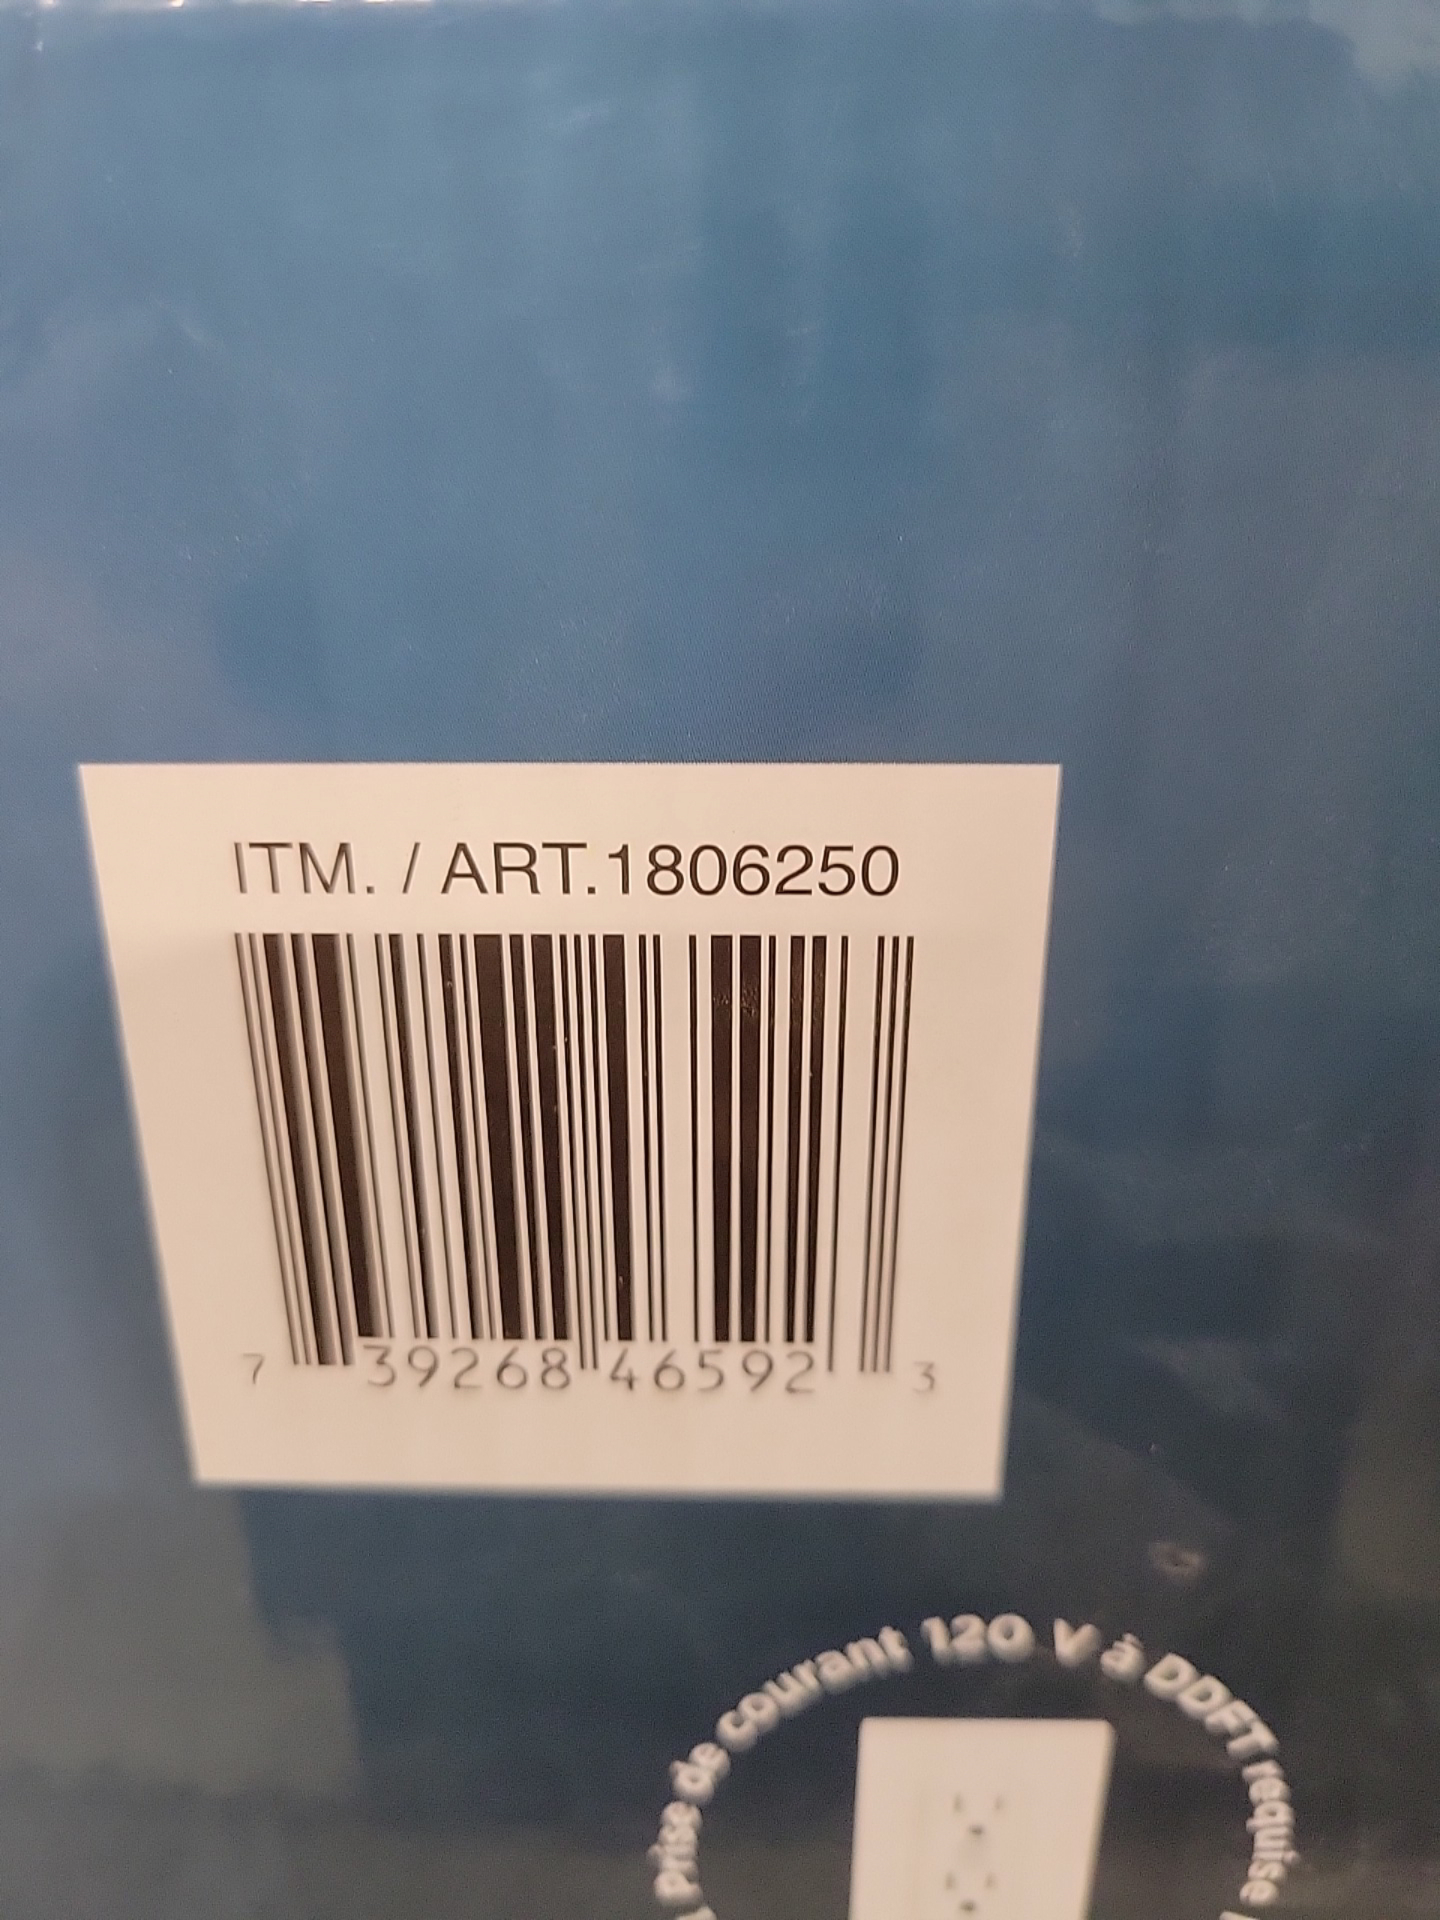 ITM. / ART.1806250
7 39268 46592 3
Prise de courant 120 V à DDFT requise